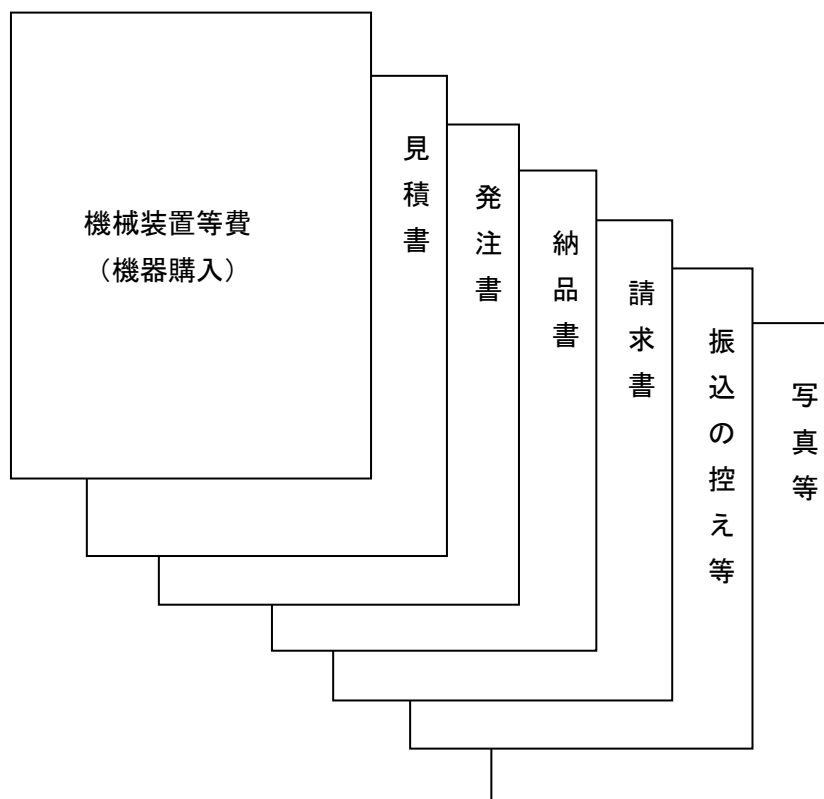 機械装置等費
（機器購入）
見積書
発注書
納品書
請求書
振込の控え等
写真等